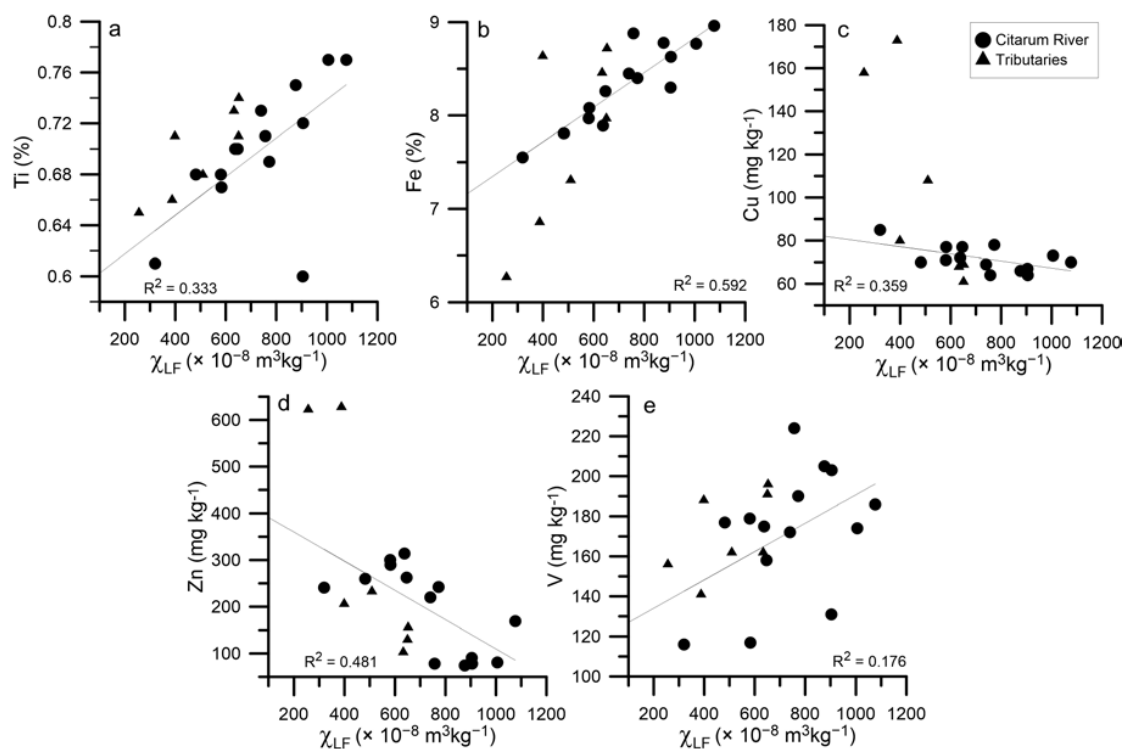 a
0.8
0.76
0.72
0.68
0.64
0.6
Ti (%)
R² = 0.333
200 400 600 800 1000 1200
χLF (× 10⁻⁸ m³kg⁻¹)
b
9
8
7
6
Fe (%)
R² = 0.592
200 400 600 800 1000 1200
χLF (× 10⁻⁸ m³kg⁻¹)
c
180
160
140
120
100
80
60
Cu (mg kg⁻¹)
Citarum River
Tributaries
R² = 0.359
200 400 600 800 1000 1200
χLF (× 10⁻⁸ m³kg⁻¹)
d
600
500
400
300
200
100
Zn (mg kg⁻¹)
R² = 0.481
200 400 600 800 1000 1200
χLF (× 10⁻⁸ m³kg⁻¹)
e
240
220
200
180
160
140
120
100
V (mg kg⁻¹)
R² = 0.176
200 400 600 800 1000 1200
χLF (× 10⁻⁸ m³kg⁻¹)